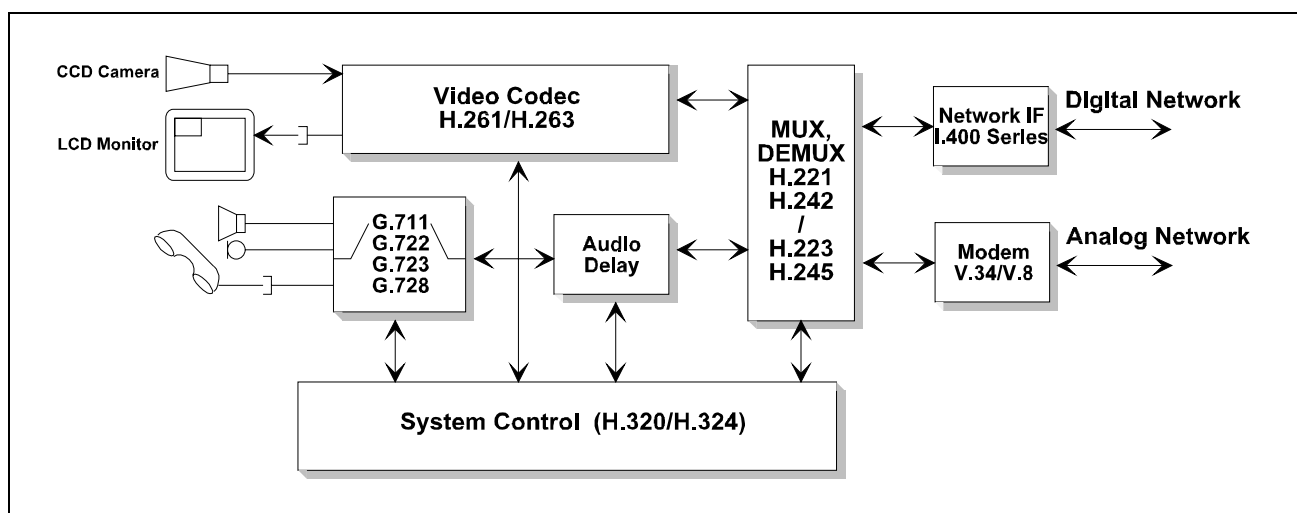 CCD Camera
LCD Monitor
Video Codec
H.261/H.263
G.711
G.722
G.723
G.728
Audio
Delay
MUX,
DEMUX
H.221
H.242
/
H.223
H.245
Network IF
I.400 Series
Digital Network
Modem
V.34/V.8
Analog Network
System Control (H.320/H.324)